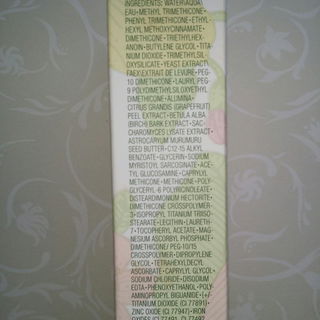 INGREDIENTS: WATER\AQUA\
EAU•METHYL TRIMETHICONE•
PHENYL TRIMETHICONE•ETHYL-
HEXYL METHOXYCINNAMATE•
DIMETHICONE•TRIETHYLHEX-
ANOIN•BUTYLENE GLYCOL•TITA-
NIUM DIOXIDE•TRIMETHYLSIL-
OXYSILICATE•YEAST EXTRACT\
FAEX\EXTRAIT DE LEVURE•PEG-
10 DIMETHICONE•LAURYL PEG-
9 POLYDIMETHYLSILOXYETHYL
DIMETHICONE•ALUMINA•
CITRUS GRANDIS (GRAPEFRUIT)
PEEL EXTRACT•BETULA ALBA
(BIRCH) BARK EXTRACT•SAC-
CHAROMYCES LYSATE EXTRACT•
ASTROCARYUM MURUMURU
SEED BUTTER•C12-15 ALKYL
BENZOATE•GLYCERIN•SODIUM
MYRISTOYL SARCOSINATE•ACE-
TYL GLUCOSAMINE•CAPRYLYL
METHICONE•METHICONE•POLY-
GLYCERYL-6 POLYRICINOLEATE•
DISTEARDIMONIUM HECTORITE•
DIMETHICONE CROSSPOLYMER-
3•ISOPROPYL TITANIUM TRIISO-
STEARATE•LECITHIN•LAURETH-
7•TOCOPHERYL ACETATE•MAG-
NESIUM ASCORBYL PHOSPHATE•
DIMETHICONE/ PEG-10/15
CROSSPOLYMER•DIPROPYLENE
GLYCOL•TETRAHEXYLDECYL
ASCORBATE•CAPRYLYL GLYCOL•
SODIUM CHLORIDE•DISODIUM
EDTA•PHENOXYETHANOL•POLY-
AMINOPROPYL BIGUANIDE•[+/-
TITANIUM DIOXIDE (CI 77891)•
ZINC OXIDE (CI 77947)•IRON
OXIDES (CI 77491, CI 77492,